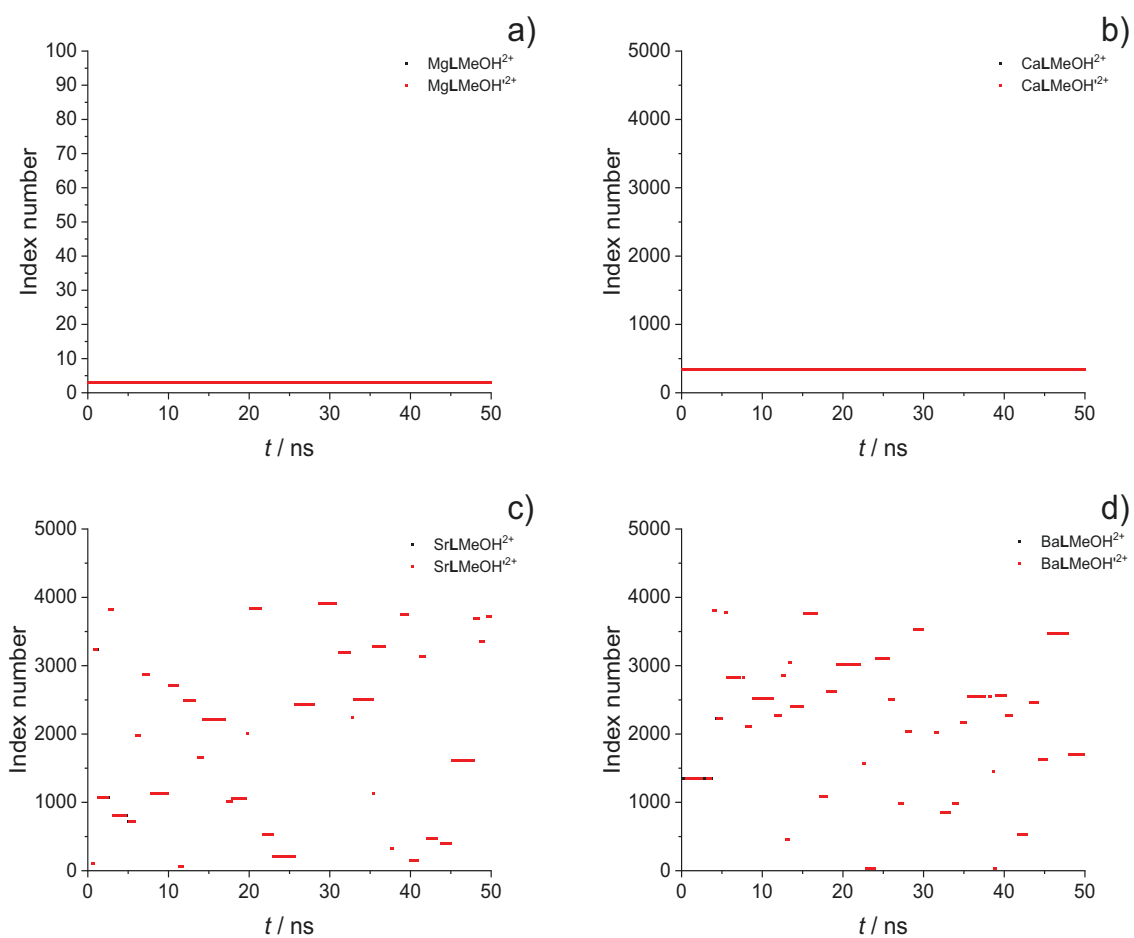 a)
MgLMeOH²⁺
MgLMeOH'²⁺
100
90
80
70
60
50
40
30
20
10
0
Index number
0 10 20 30 40 50
t / ns
b)
CaLMeOH²⁺
CaLMeOH'²⁺
5000
4000
3000
2000
1000
0
Index number
0 10 20 30 40 50
t / ns
c)
SrLMeOH²⁺
SrLMeOH'²⁺
5000
4000
3000
2000
1000
0
Index number
0 10 20 30 40 50
t / ns
d)
BaLMeOH²⁺
BaLMeOH'²⁺
5000
4000
3000
2000
1000
0
Index number
0 10 20 30 40 50
t / ns